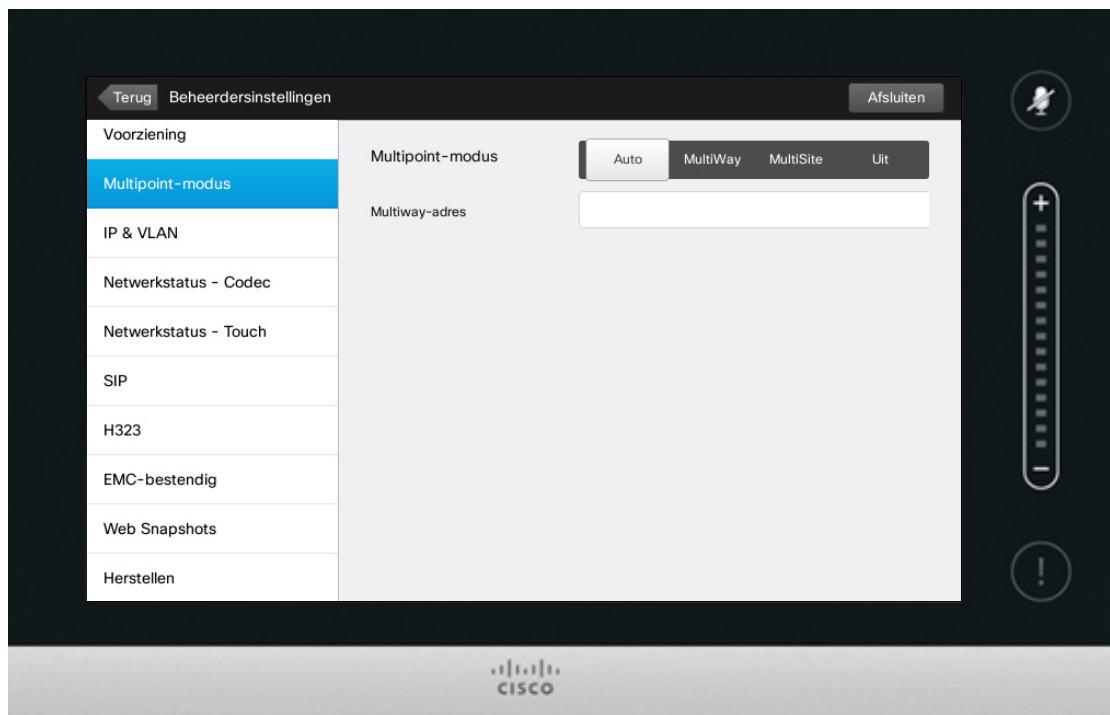 Terug Beheerdersinstellingen Afsluiten
Voorziening
Multipoint-modus
IP & VLAN
Netwerkstatus - Codec
Netwerkstatus - Touch
SIP
H323
EMC-bestendig
Web Snapshots
Herstellen
Multipoint-modus Auto MultiWay MultiSite Uit
Multiway-adres
+
−
!
CISCO